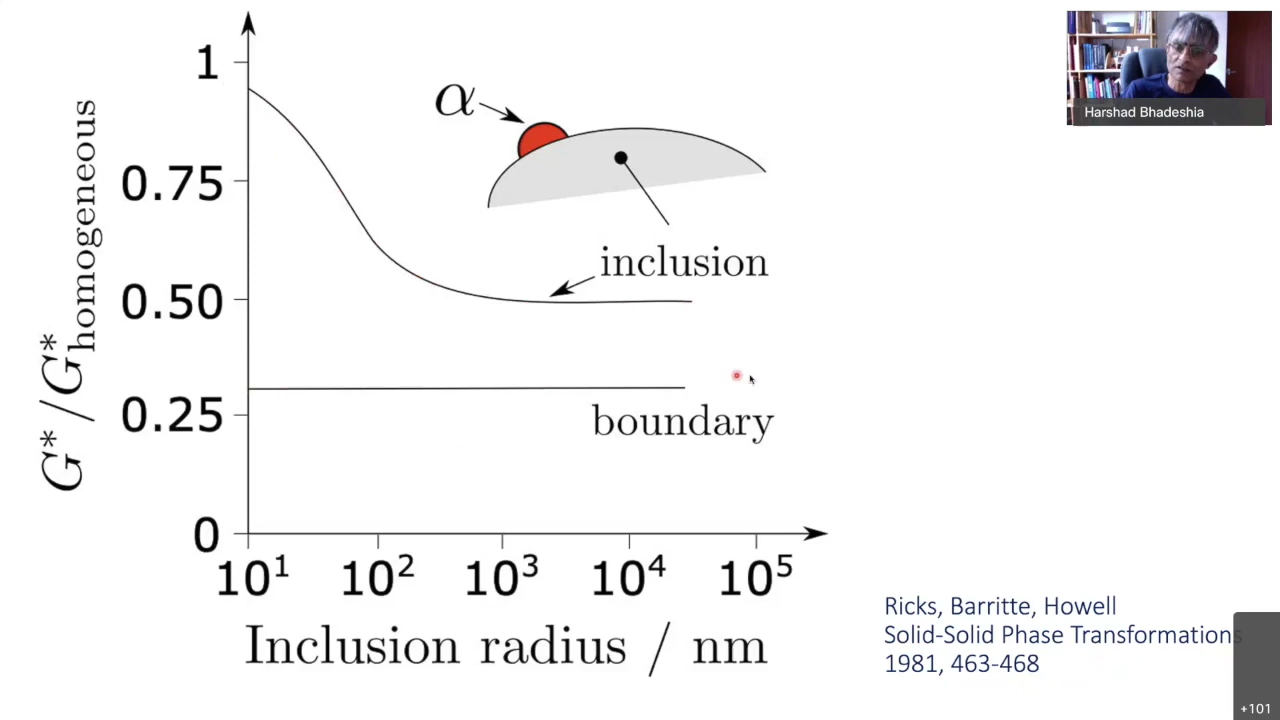 Harshad Bhadeshia
G*/G*homogeneous
1
0.75
0.50
0.25
0
α
inclusion
boundary
10¹ 10² 10³ 10⁴ 10⁵
Inclusion radius / nm
Ricks, Barritte, Howell
Solid-Solid Phase Transformations
1981, 463-468
+101